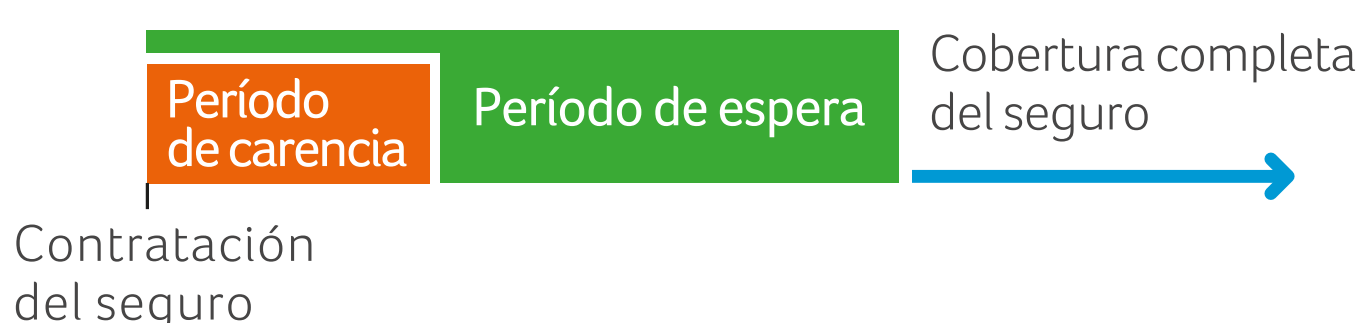 Período
de carencia
Período de espera
Cobertura completa
del seguro
Contratación
del seguro